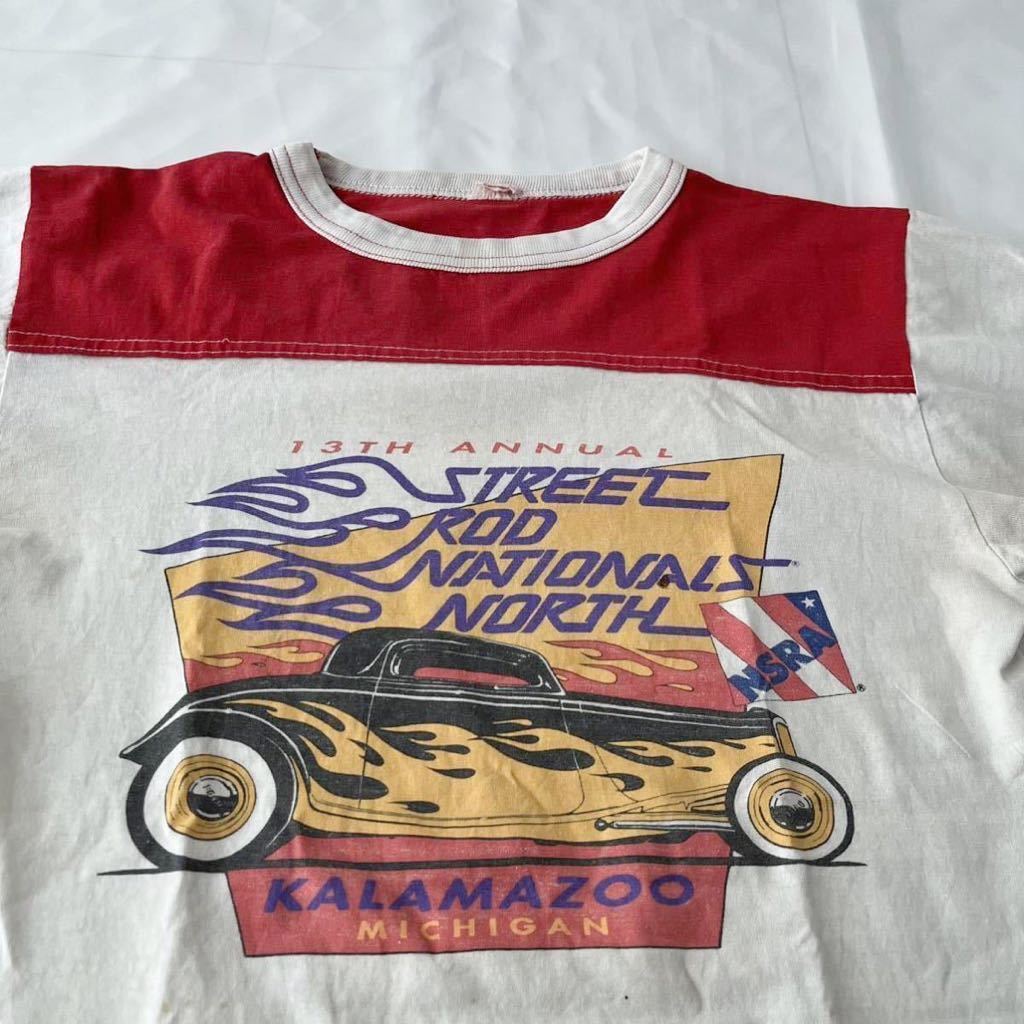 13TH ANNUAL
STREET
ROD
NATIONALS®
NORTH
NSRA®
KALAMAZOO
MICHIGAN